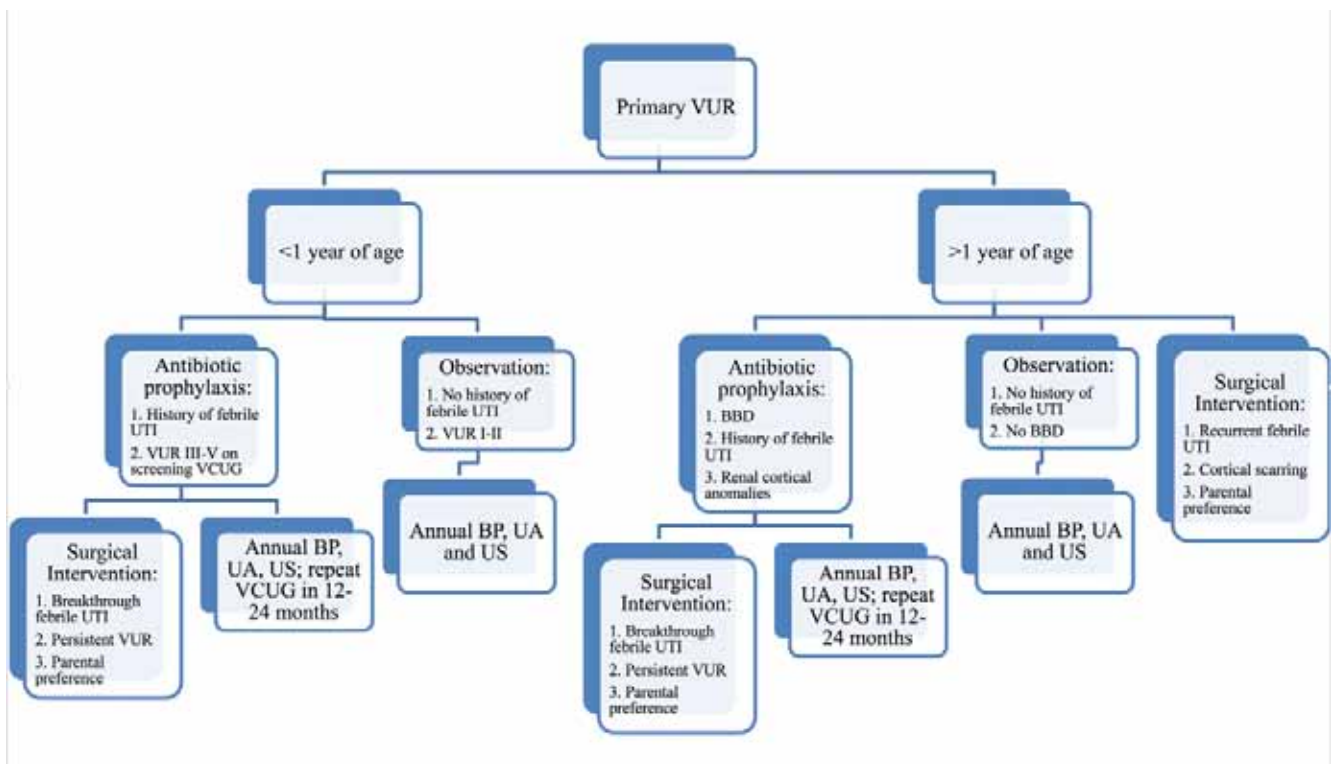 Primary VUR
<1 year of age
>1 year of age
Antibiotic
prophylaxis:
1. History of febrile
UTI
2. VUR III-V on
screening VCUG
Observation:
1. No history of
febrile UTI
2. VUR I-II
Antibiotic
prophylaxis:
1. BBD
2. History of febrile
UTI
3. Renal cortical
anomalies
Observation:
1. No history of
febrile UTI
2. No BBD
Surgical
Intervention:
1. Recurrent febrile
UTI
2. Cortical scarring
3. Parental
preference
Surgical
Intervention:
1. Breakthrough
febrile UTI
2. Persistent VUR
3. Parental
preference
Annual BP,
UA, US; repeat
VCUG in 12-
24 months
Annual BP, UA
and US
Surgical
Intervention:
1. Breakthrough
febrile UTI
2. Persistent VUR
3. Parental
preference
Annual BP,
UA, US; repeat
VCUG in 12-
24 months
Annual BP, UA
and US